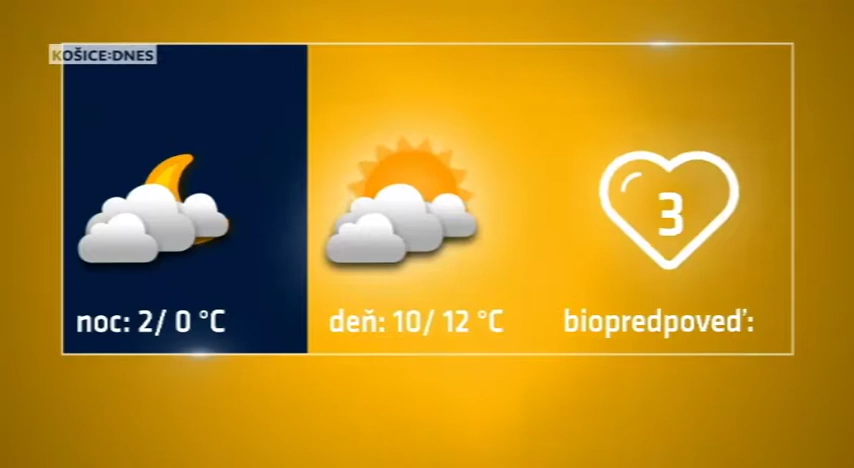 KOŠICE:DNES
3
noc: 2/ 0 °C
deň: 10/ 12 °C
biopredpoveď: